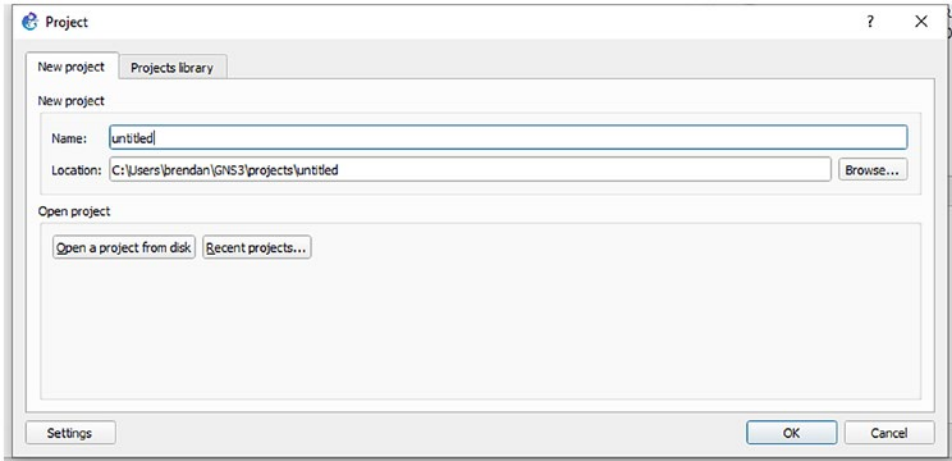 Project ? X
New project Projects library
New project
Name: untitled
Location: C:\Users\brendan\GNS3\projects\untitled Browse...
Open project
Open a project from disk Recent projects...
Settings OK Cancel